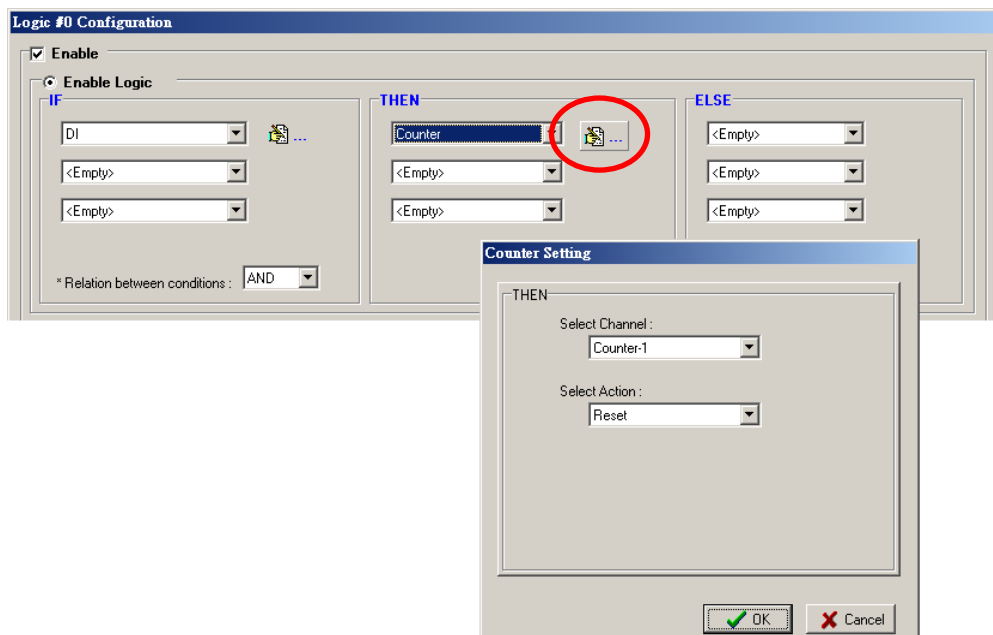 Logic #0 Configuration
Enable
Enable Logic
IF
THEN
ELSE
DI
...
Counter
...
<Empty>
<Empty>
<Empty>
<Empty>
<Empty>
<Empty>
<Empty>
* Relation between conditions :
AND
Counter Setting
THEN
Select Channel :
Counter-1
Select Action :
Reset
OK
Cancel